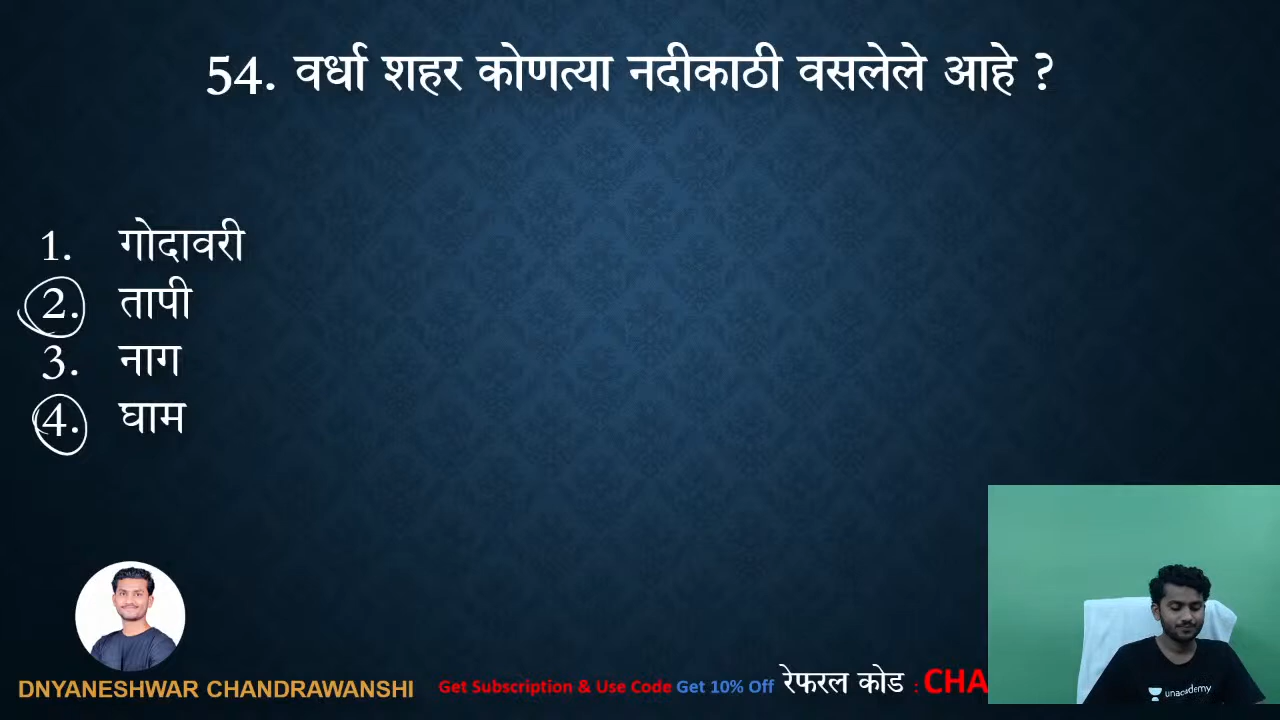 54. वर्धा शहर कोणत्या नदीकाठी वसलेले आहे ?
1. गोदावरी
2. तापी
3. नाग
4. घाम
DNYANESHWAR CHANDRAWANSHI
Get Subscription & Use Code Get 10% Off रेफरल कोड : CHA
unacademy